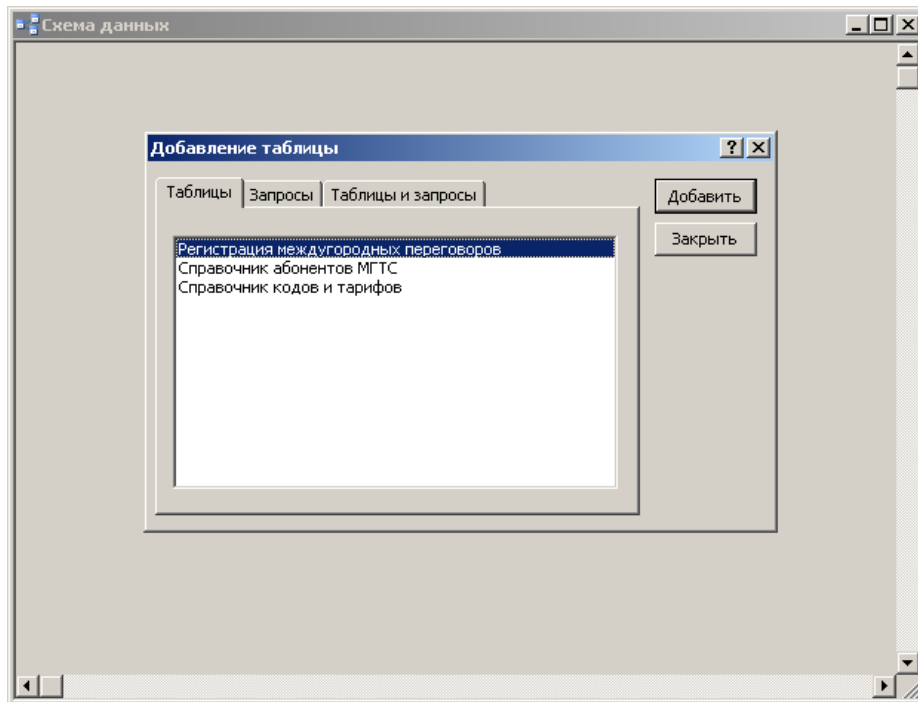 Схема данных
Добавление таблицы
Таблицы Запросы Таблицы и запросы
Добавить
Закрыть
Регистрация междугородных переговоров
Справочник абонентов МГТС
Справочник кодов и тарифов